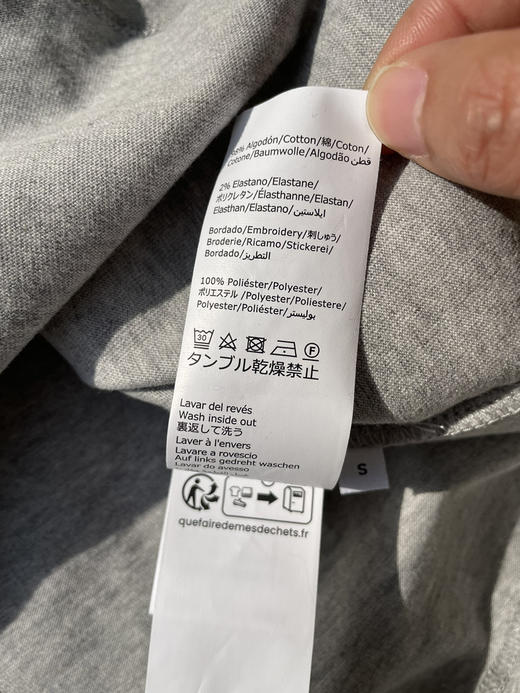 98% Algodón/Cotton/綿/Coton/
Cotone/Baumwolle/Algodão/قطن
2% Elastano/Elastane/
ポリウレタン/Élasthanne/Elastan/
Elasthan/Elastano/ايلاستين
Bordado/Embroidery/刺しゅう/
Broderie/Ricamo/Stickerei/
Bordado/التطريز
100% Poliéster/Polyester/
ポリエステル /Polyester/Poliestere/
Polyester/Poliéster/بوليستر
30 F
タンブル乾燥禁止
Lavar del revés
Wash inside out
裏返して洗う
Laver à l'envers
Lavare a rovescio
Auf links gedreht waschen
Lavar do avesso
S
quefairedemesdechets.fr